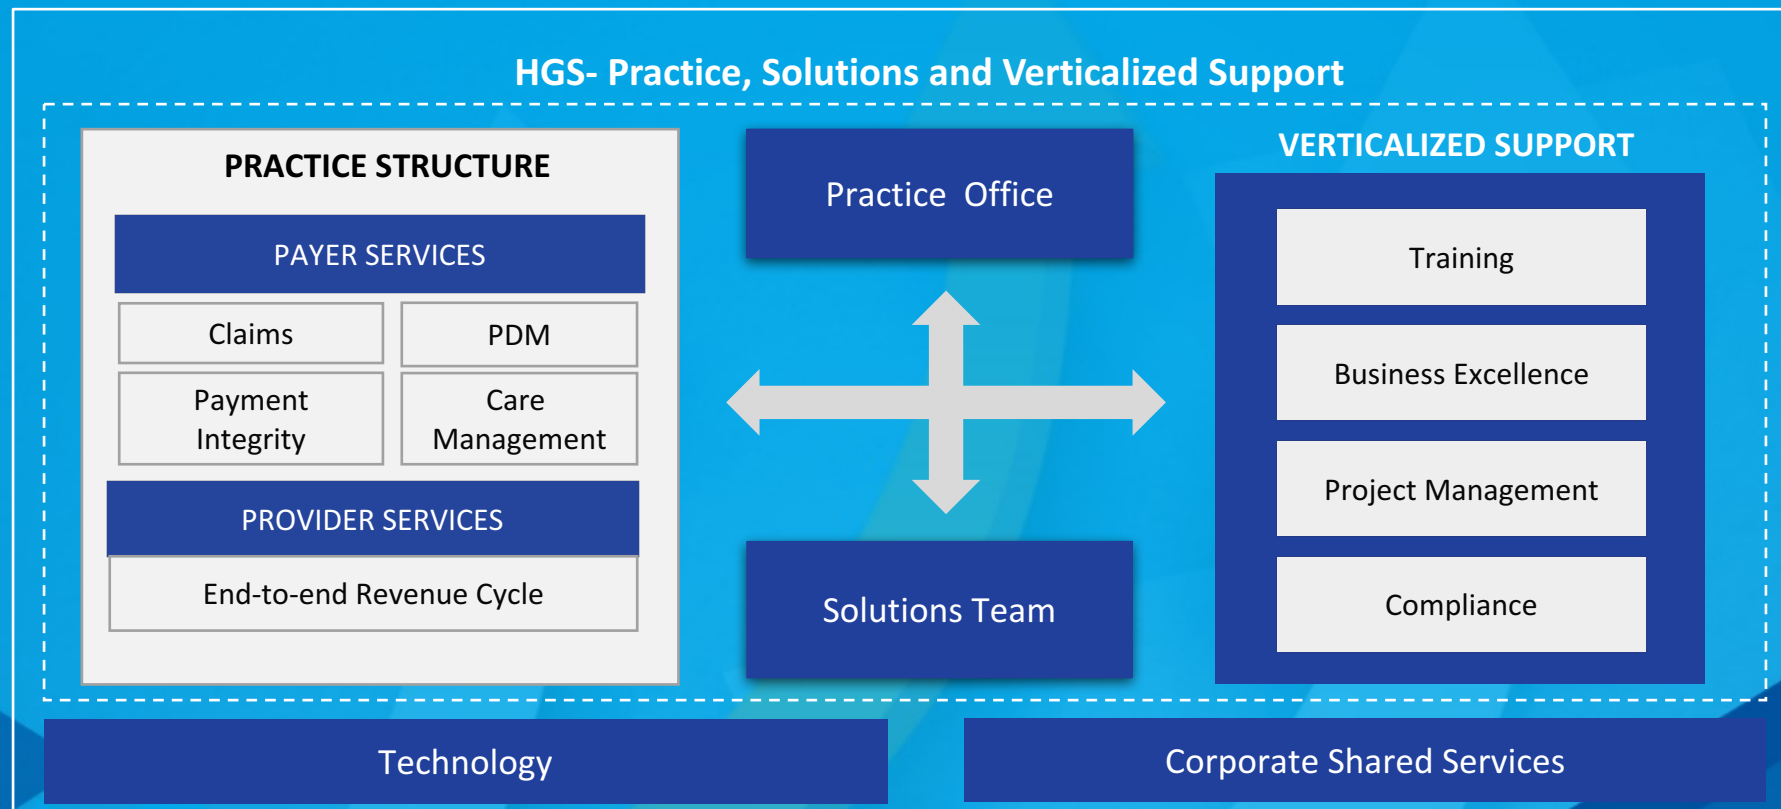 HGS- Practice, Solutions and Verticalized Support
PRACTICE STRUCTURE
PAYER SERVICES
Claims
PDM
Payment
Integrity
Care
Management
PROVIDER SERVICES
End-to-end Revenue Cycle
Practice Office
Solutions Team
VERTICALIZED SUPPORT
Training
Business Excellence
Project Management
Compliance
Technology
Corporate Shared Services